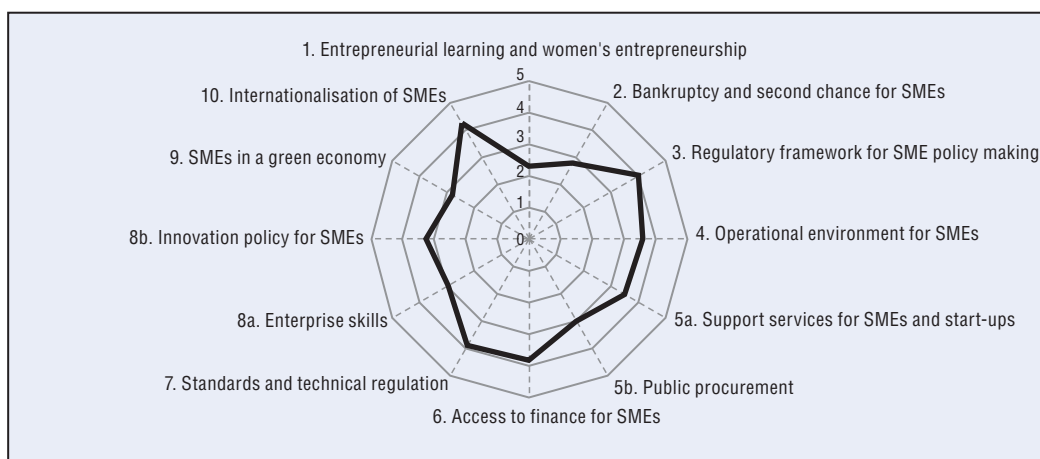 1. Entrepreneurial learning and women's entrepreneurship
2. Bankruptcy and second chance for SMEs
3. Regulatory framework for SME policy making
4. Operational environment for SMEs
5a. Support services for SMEs and start-ups
5b. Public procurement
6. Access to finance for SMEs
7. Standards and technical regulation
8a. Enterprise skills
8b. Innovation policy for SMEs
9. SMEs in a green economy
10. Internationalisation of SMEs
5
4
3
2
1
0